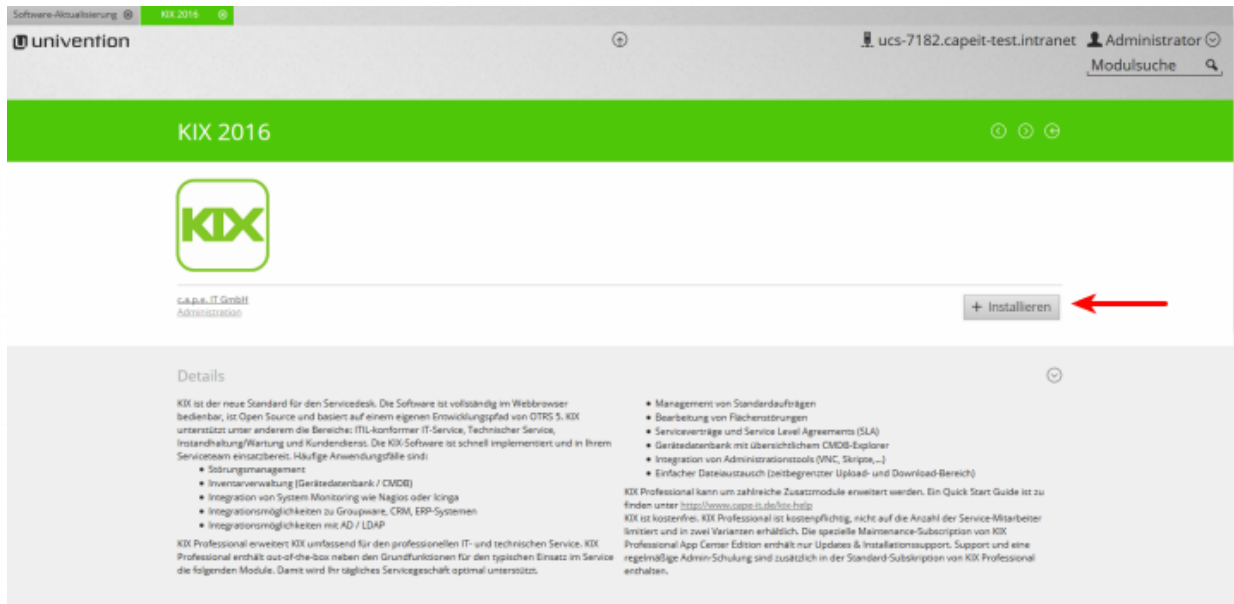 Software-Aktualisierung
KIX 2016
univention
ucs-7182.capeit-test.intranet
Administrator
Modulsuche
KIX 2016
KIX
c.a.p.e. IT GmbH
Administration
+ Installieren
Details
KIX ist der neue Standard für den Servicedesk. Die Software ist vollständig im Webbrowser
bedienbar, ist Open Source und basiert auf einem eigenen Entwicklungspfad von OTRS 5. KIX
unterstützt unter anderem die Bereiche: ITIL-konformer IT-Service, Technischer Service,
Instandhaltung/Wartung und Kundendienst. Die KIX-Software ist schnell implementiert und in Ihrem
Serviceteam einsatzbereit. Häufige Anwendungsfälle sind:
• Störungsmanagement
• Inventarverwaltung (Gerätedatenbank / CMDB)
• Integration von System Monitoring wie Nagios oder Icinga
• Integrationsmöglichkeiten zu Groupware, CRM, ERP-Systemen
• Integrationsmöglichkeiten mit AD / LDAP
KIX Professional erweitert KIX umfassend für den professionellen IT- und technischen Service. KIX
Professional enthält out-of-the-box neben den Grundfunktionen für den typischen Einsatz im Service
die folgenden Module. Damit wird Ihr tägliches Servicegeschäft optimal unterstützt.
• Management von Standardaufträgen
• Bearbeitung von Flächenstörungen
• Serviceverträge und Service Level Agreements (SLA)
• Gerätedatenbank mit übersichtlichem CMDB-Explorer
• Integration von Administrationstools (VNC, Skripte,...)
• Einfacher Dateiaustausch (zeitbegrenzter Upload- und Download-Bereich)
KIX Professional kann um zahlreiche Zusatzmodule erweitert werden. Ein Quick Start Guide ist zu
finden unter http://www.cape-it.de/kix-help
KIX ist kostenfrei. KIX Professional ist kostenpflichtig, nicht auf die Anzahl der Service-Mitarbeiter
limitiert und in zwei Varianten erhältlich. Die spezielle Maintenance-Subscription von KIX
Professional App Center Edition enthält nur Updates & Installationssupport. Support und eine
regelmäßige Admin-Schulung sind zusätzlich in der Standard-Subskription von KIX Professional
enthalten.